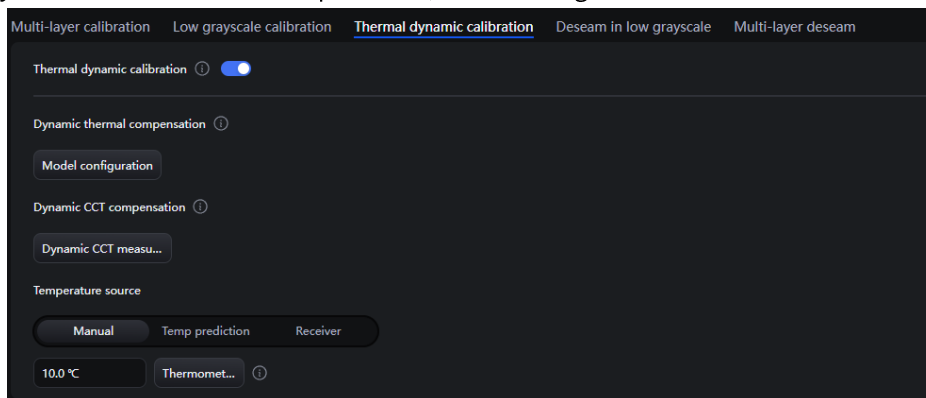 Multi-layer calibration Low grayscale calibration Thermal dynamic calibration Deseam in low grayscale Multi-layer deseam
Thermal dynamic calibration
Dynamic thermal compensation
Model configuration
Dynamic CCT compensation
Dynamic CCT measu...
Temperature source
Manual Temp prediction Receiver
10.0 ℃ Thermomet...